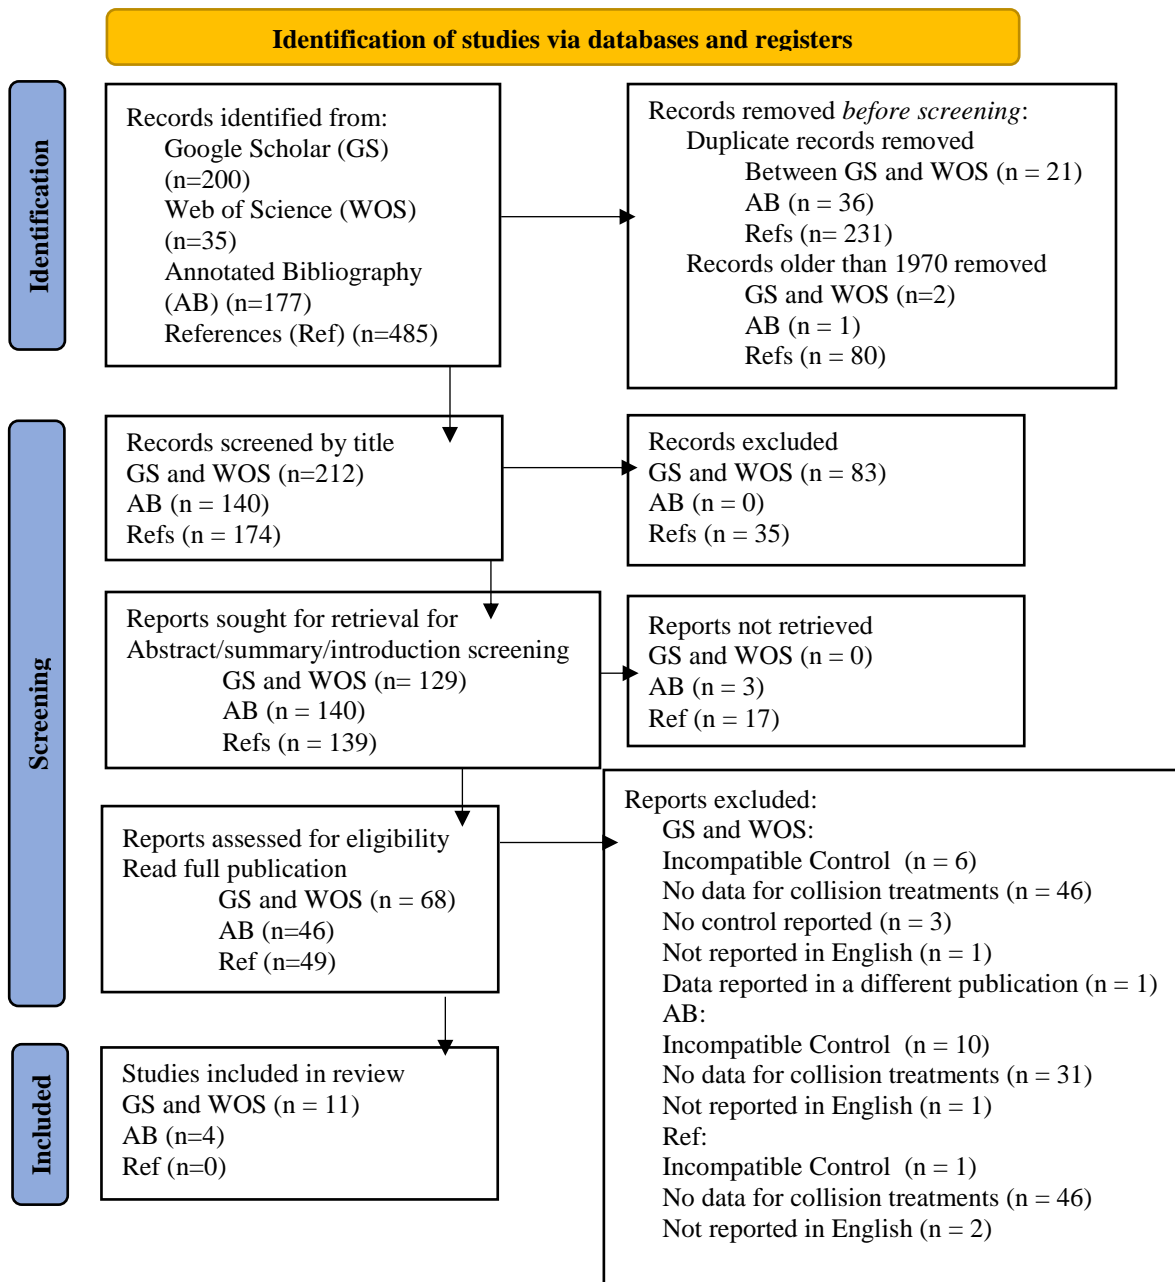 Identification of studies via databases and registers
Identification
Records identified from:
Google Scholar (GS)
(n=200)
Web of Science (WOS)
(n=35)
Annotated Bibliography
(AB) (n=177)
References (Ref) (n=485)
Records removed before screening:
Duplicate records removed
Between GS and WOS (n = 21)
AB (n = 36)
Refs (n= 231)
Records older than 1970 removed
GS and WOS (n=2)
AB (n = 1)
Refs (n = 80)
Screening
Records screened by title
GS and WOS (n=212)
AB (n = 140)
Refs (n = 174)
Records excluded
GS and WOS (n = 83)
AB (n = 0)
Refs (n = 35)
Reports sought for retrieval for
Abstract/summary/introduction screening
GS and WOS (n= 129)
AB (n = 140)
Refs (n = 139)
Reports not retrieved
GS and WOS (n = 0)
AB (n = 3)
Ref (n = 17)
Reports assessed for eligibility
Read full publication
GS and WOS (n = 68)
AB (n=46)
Ref (n=49)
Reports excluded:
GS and WOS:
Incompatible Control  (n = 6)
No data for collision treatments (n = 46)
No control reported (n = 3)
Not reported in English (n = 1)
Data reported in a different publication (n = 1)
AB:
Incompatible Control  (n = 10)
No data for collision treatments (n = 31)
Not reported in English (n = 1)
Ref:
Incompatible Control  (n = 1)
No data for collision treatments (n = 46)
Not reported in English (n = 2)
Included
Studies included in review
GS and WOS (n = 11)
AB (n=4)
Ref (n=0)